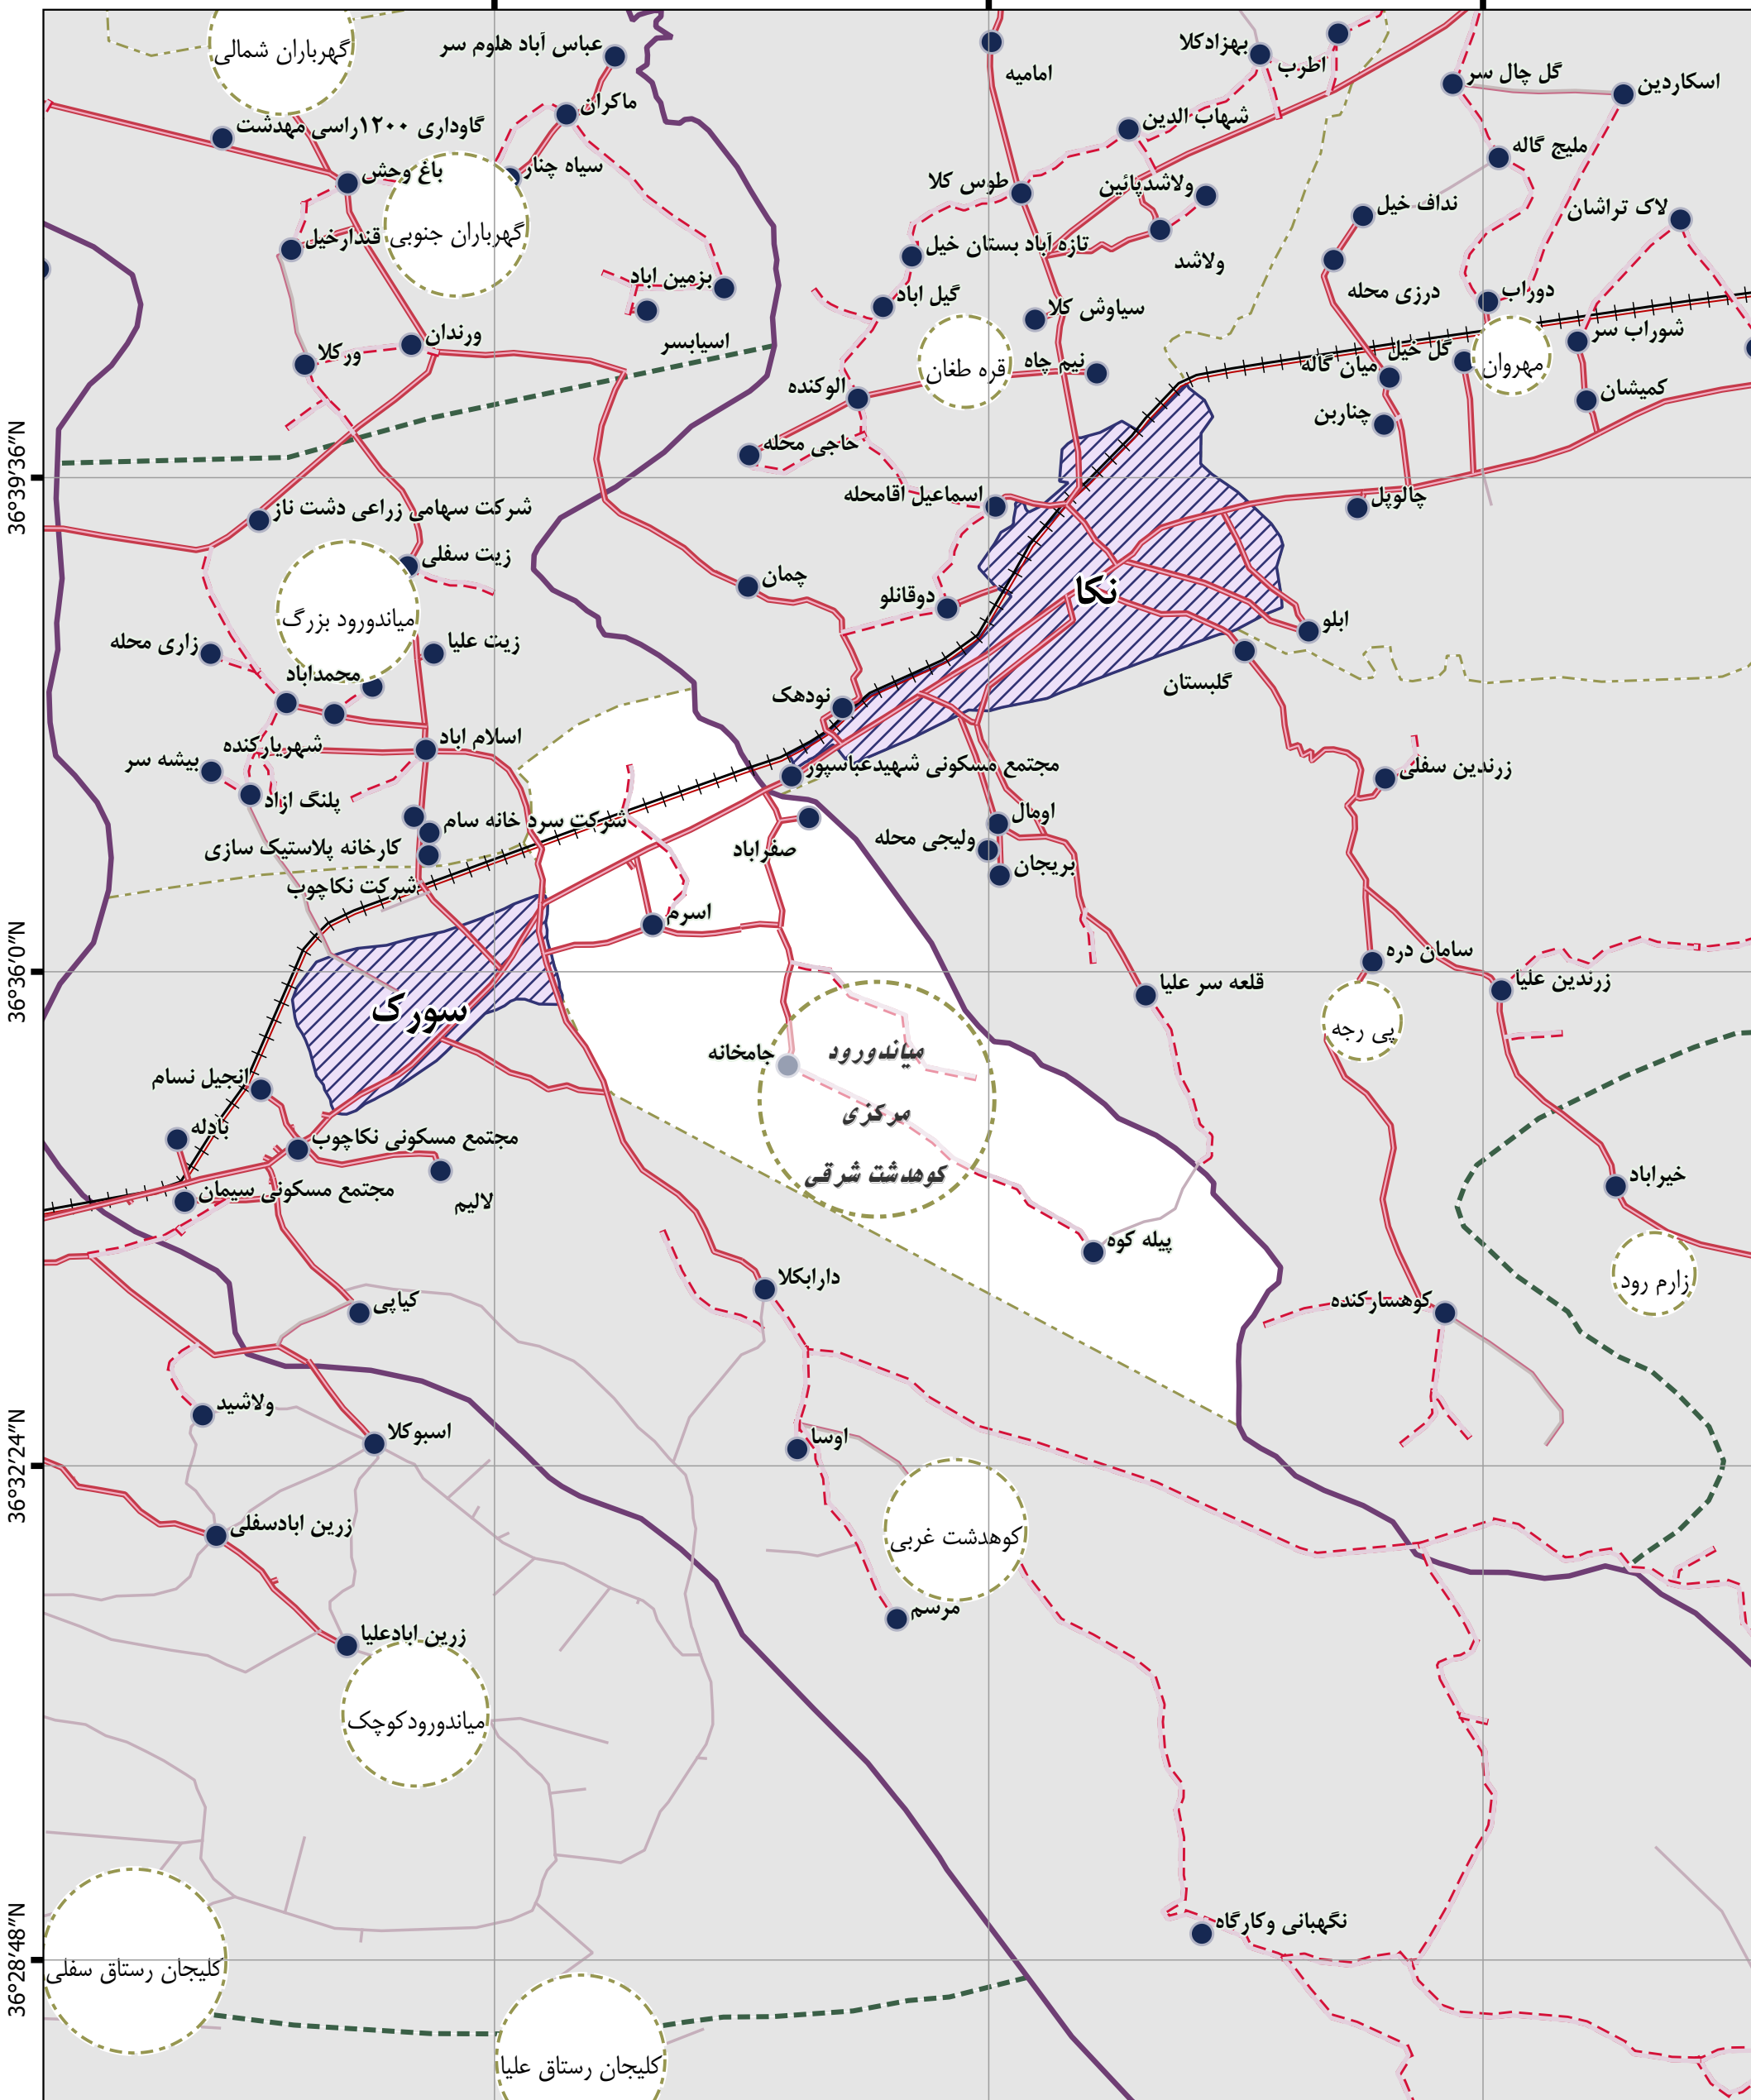 گهرباران شمالی
عباس آباد هلوم سر
امامیه
بهزادکلا
اطرب
گل چال سر
اسکاردین
ماکران
گاوداری ۱۲۰۰راسی مهدشت
شهاب الدین
ملیج گاله
باغ وحش
سیاه چنار
طوس کلا
ولاشدپائین
نداف خیل
لاک تراشان
گهرباران جنوبی
قندارخیل
تازه آباد بستان خیل
ولاشد
بزمین اباد
گیل اباد
سیاوش کلا
درزی محله
دوراب
شوراب سر
ورندان
ورکلا
اسیابسر
قره طغان
نیم چاه
میان گاله
گل خیل
مهروان
کمیشان
الوکنده
چناربن
حاجی محله
36°39′36″N
اسماعیل اقامحله
چالوپل
شرکت سهامی زراعی دشت ناز
زیت سفلی
چمان
دوقانلو
نکا
ابلو
میاندورود بزرگ
زاری محله
زیت علیا
محمداباد
نودهک
گلبستان
اسلام اباد
شهریارکنده
بیشه سر
مجتمع مسکونی شهیدعباسپور
زرندین سفلی
پلنگ ازاد
شرکت سرد خانه سام
اومال
ولیجی محله
صفراباد
کارخانه پلاستیک سازی
بریجان
شرکت نکاچوب
اسرم
36°36′0″N
سامان دره
زرندین علیا
قلعه سر علیا
سورک
پی رجه
جامخانه
میاندورود
مرکزی
کوهدشت شرقی
انجیل نسام
بادله
مجتمع مسکونی نکاچوب
مجتمع مسکونی سیمان
لالیم
خیراباد
پیله کوه
زارم رود
دارابکلا
کیاپی
کوهسارکنده
ولاشید
اسبوکلا
اوسا
36°32′24″N
زرین ابادسفلی
کوهدشت غربی
مرسم
زرین ابادعلیا
میاندورودکوچک
نگهبانی وکارگاه
36°28′48″N
کلیجان رستاق سفلی
کلیجان رستاق علیا